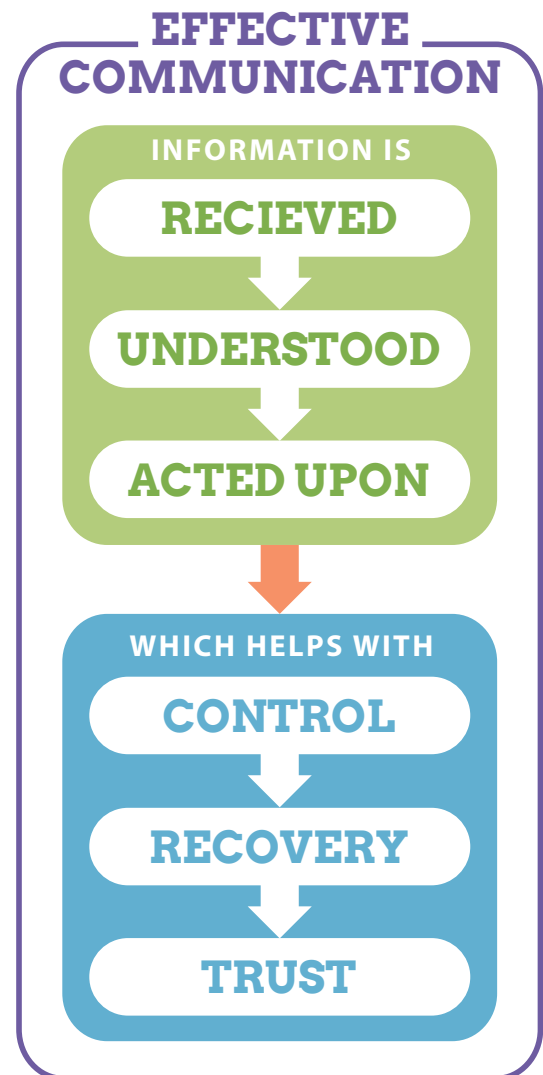 EFFECTIVE
COMMUNICATION
INFORMATION IS
RECIEVED
UNDERSTOOD
ACTED UPON
WHICH HELPS WITH
CONTROL
RECOVERY
TRUST